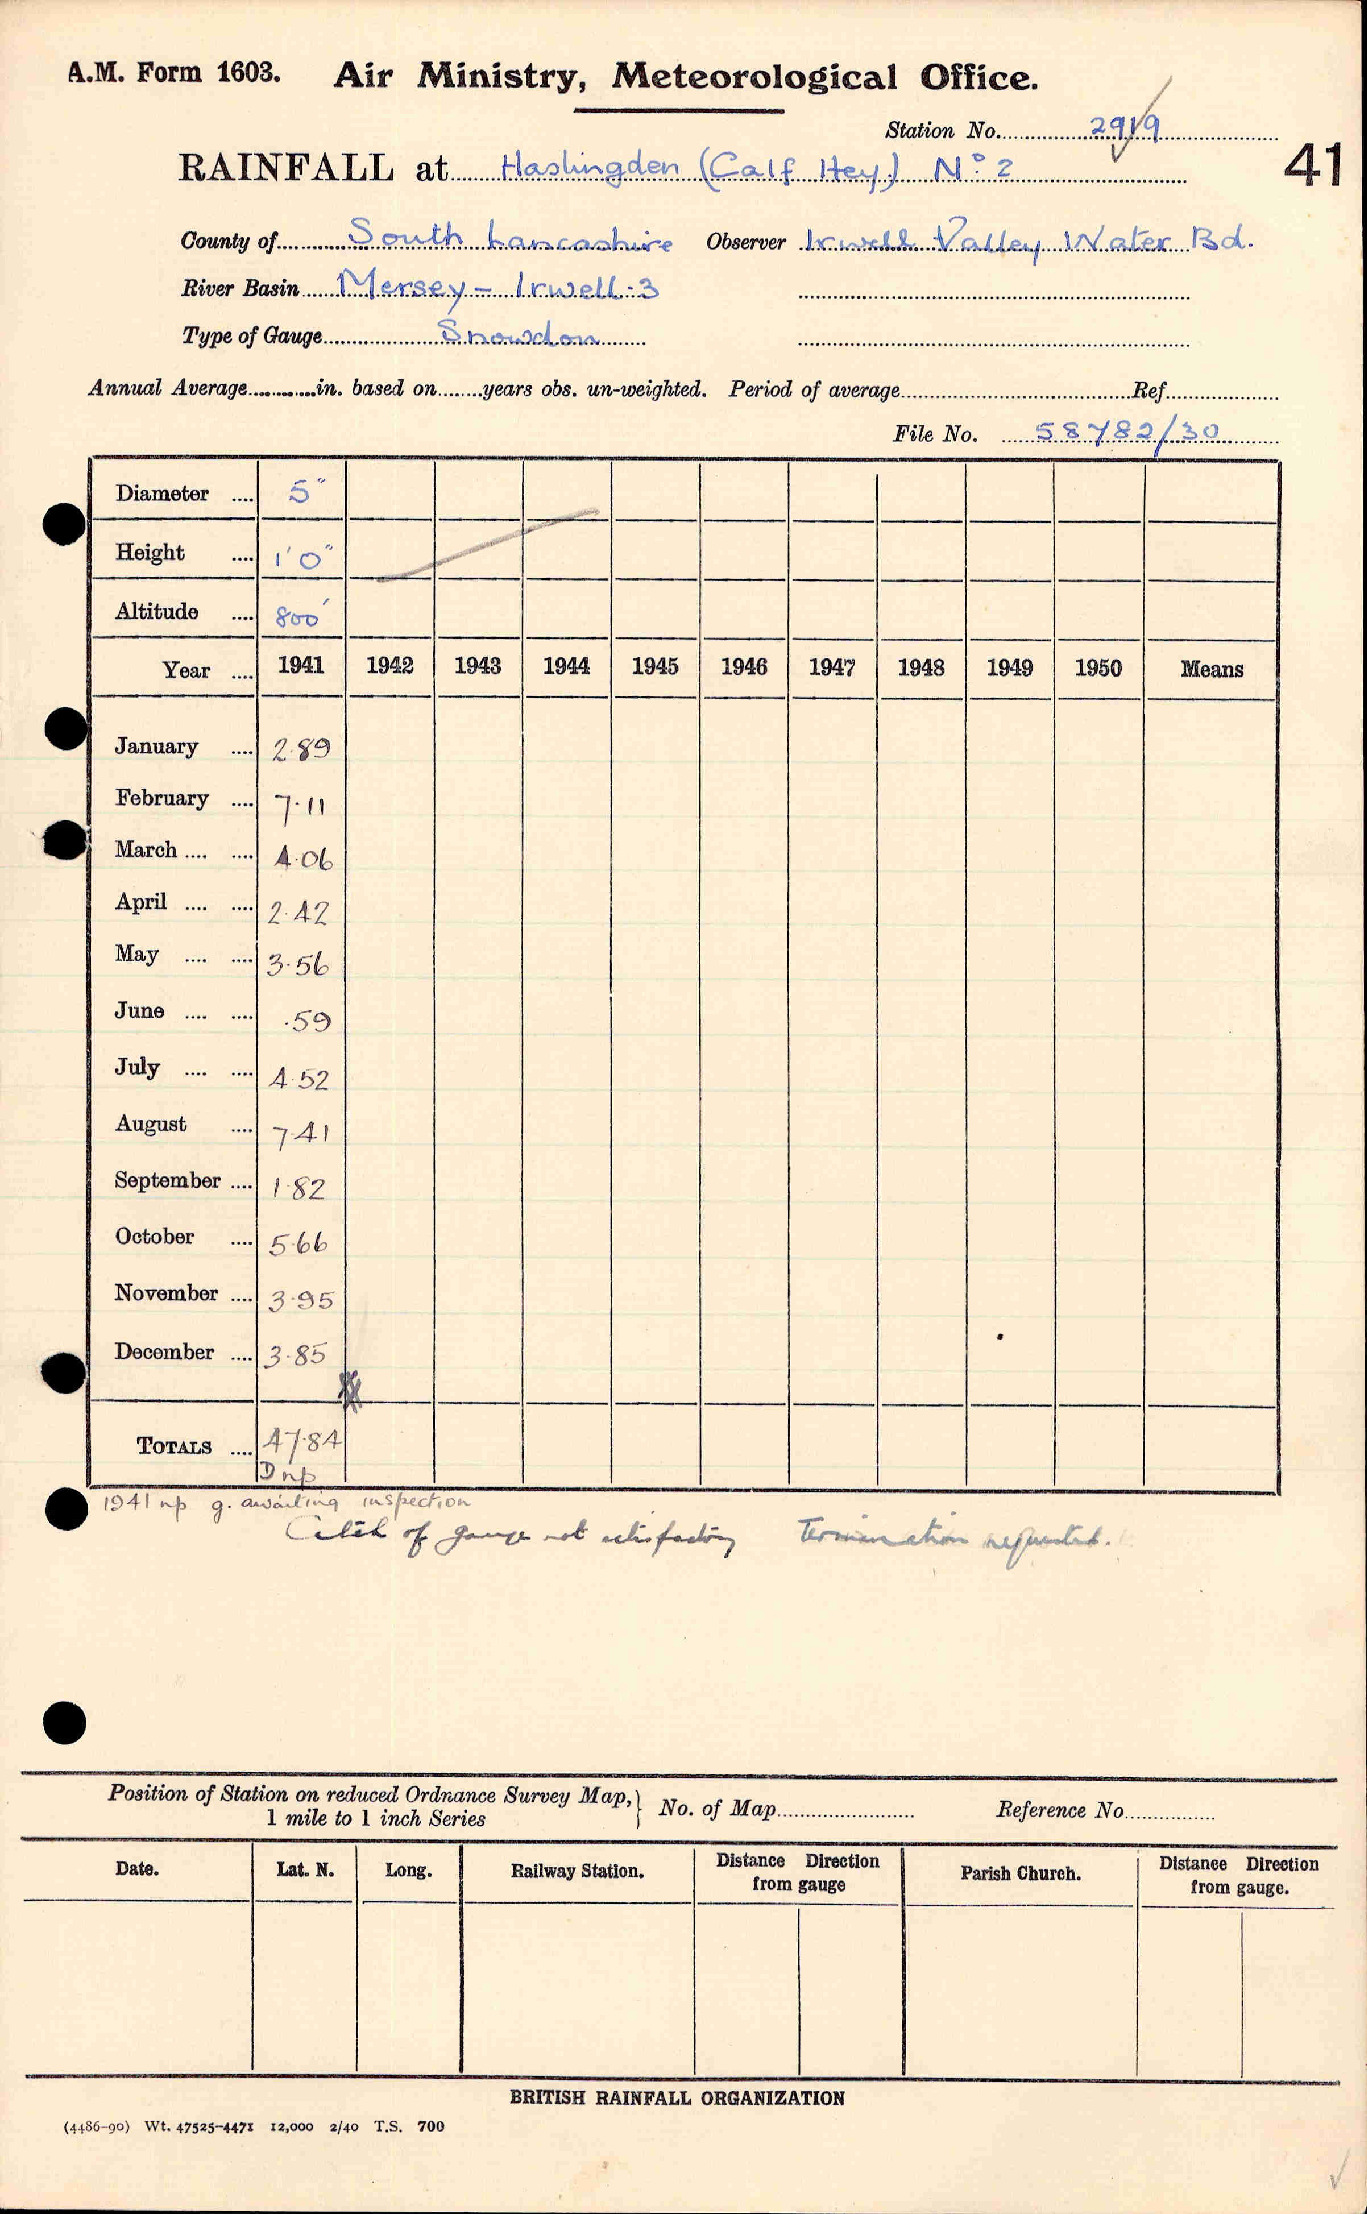 A.M. Form 1603. Air Ministry, Meteorological Office.
Station No. 2919
RAINFALL at Haslingden (Calf Hey) No. 2
41
County of South Lancashire Observer Irwell Valley Water Bd.
River Basin Mersey - Irwell: 3
Type of Gauge Snowdon
Annual Average in. based on years obs. un-weighted. Period of average Ref.
File No. 58782/30
Diameter 5"
Height 1'0"
Altitude 800'
Year 1941 1942 1943 1944 1945 1946 1947 1948 1949 1950 Means
January 2.89
February 7.11
March 4.06
April 2.42
May 3.56
June .59
July 4.52
August 7.41
September 1.82
October 5.66
November 3.95
December 3.85
TOTALS 47.84
D np
1941 np g. awaiting inspection
Catch of gauge not satisfactory Termination requested.
Position of Station on reduced Ordnance Survey Map, 1 mile to 1 inch Series } No. of Map Reference No.
Date. Lat. N. Long. Railway Station. Distance Direction from gauge Parish Church. Distance Direction from gauge.
BRITISH RAINFALL ORGANIZATION
(4486-90) Wt. 47525-4471 12,000 2/40 T.S. 700